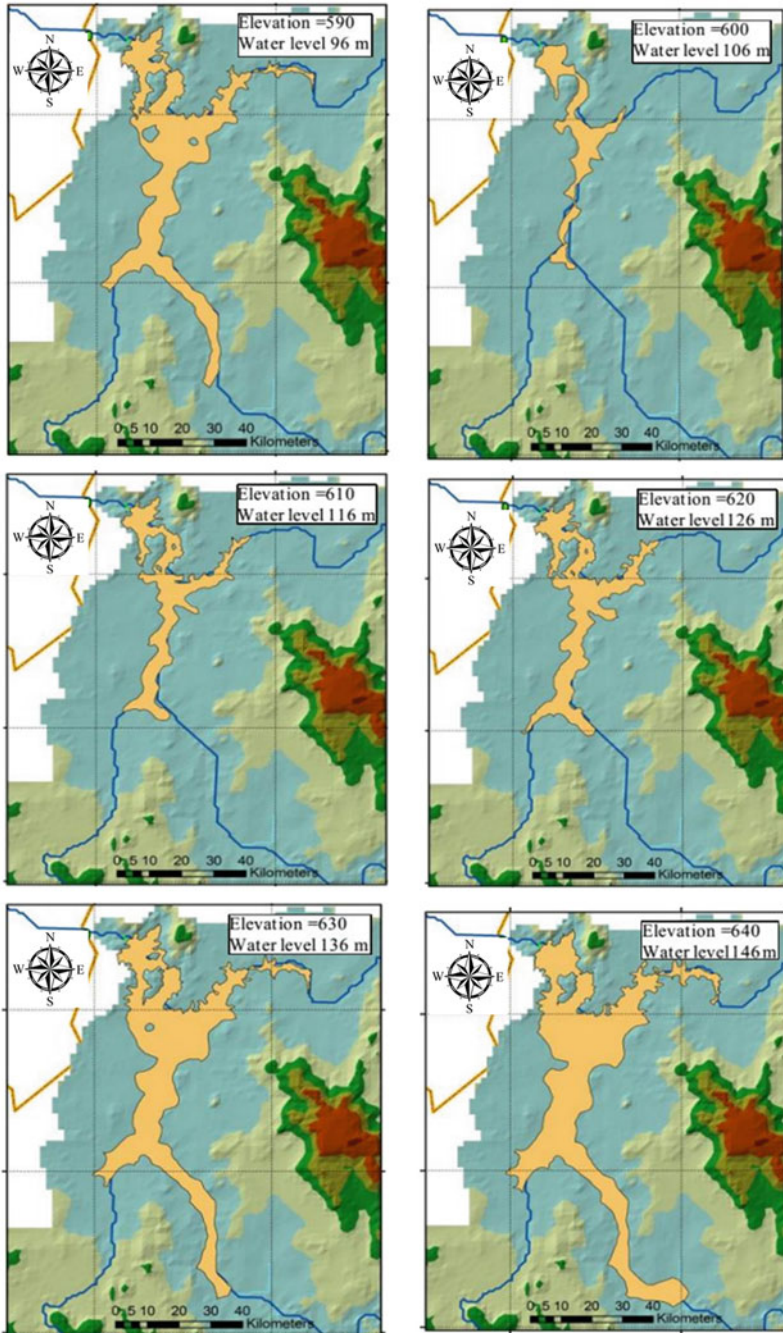 Elevation =590
Water level 96 m
N
W E
S
0 5 10 20 30 40
Kilometers
Elevation =600
Water level 106 m
N
W E
S
0 5 10 20 30 40
Kilometers
Elevation =610
Water level 116 m
N
W E
S
0 5 10 20 30 40
Kilometers
Elevation =620
Water level 126 m
N
W E
S
0 5 10 20 30 40
Kilometers
Elevation =630
Water level 136 m
N
W E
S
0 5 10 20 30 40
Kilometers
Elevation =640
Water level 146 m
N
W E
S
0 5 10 20 30 40
Kilometers